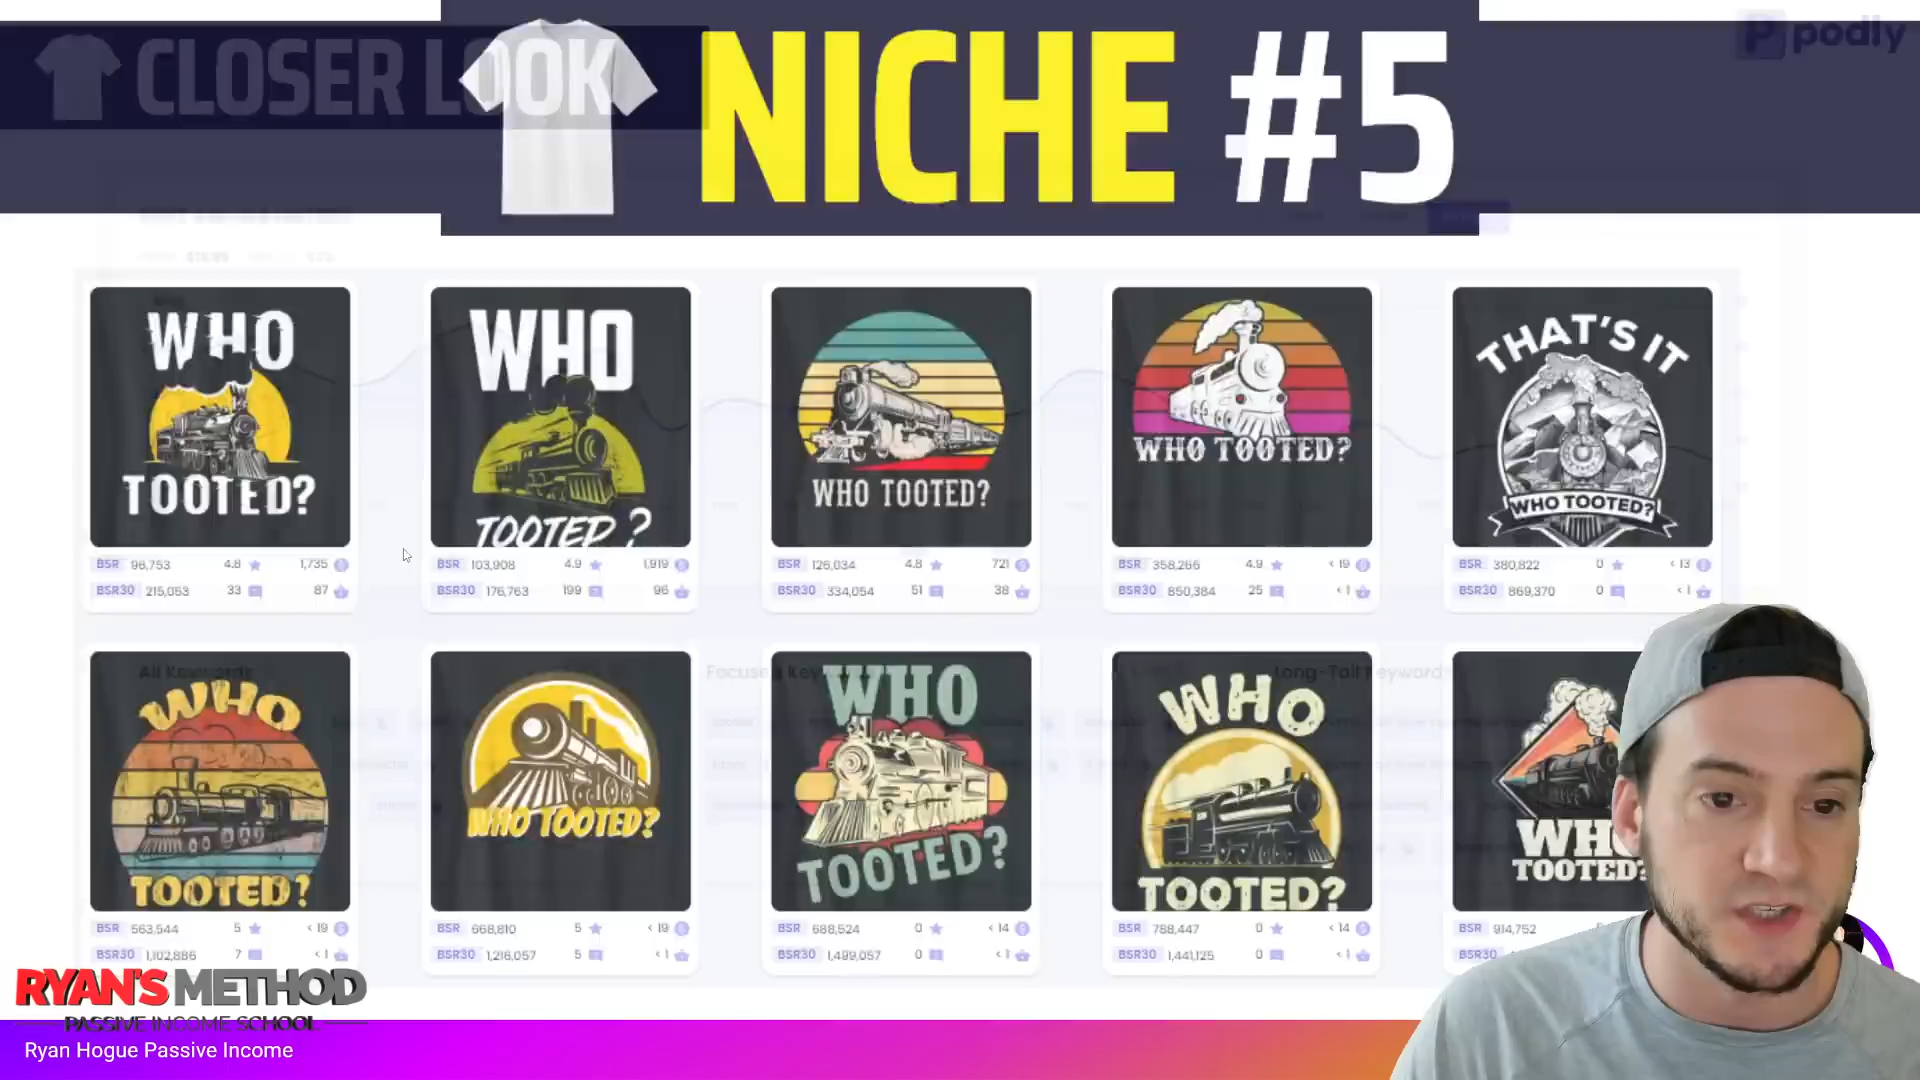 CLOSER LOOK
NICHE #5
podly
WHO
TOOTED?
WHO
TOOTED?
WHO TOOTED?
WHO TOOTED?
THAT'S IT
WHO TOOTED?
BSR 96,753 4.8 1,735
BSR30 215,053 33 87
BSR 103,908 4.9 1,919
BSR30 176,763 199 96
BSR 126,034 4.8 721
BSR30 334,054 51 38
BSR 358,266 4.9 < 19
BSR30 850,384 25 < 1
BSR 380,822 0 < 13
BSR30 869,370 0 < 1
All Keywords
Long-Tail Keyword
WHO
TOOTED?
WHO TOOTED?
WHO
TOOTED?
WHO
TOOTED?
WHO
TOOTED?
BSR 563,544 5 < 19
BSR30 1,102,886 7 < 1
BSR 668,810 5 < 19
BSR30 1,216,057 5 < 1
BSR 688,524 0 < 14
BSR30 1,499,057 0 < 1
BSR 788,447 0 < 14
BSR30 1,441,125 0 < 1
BSR 914,752
BSR30
RYAN'S METHOD
PASSIVE INCOME SCHOOL
Ryan Hogue Passive Income